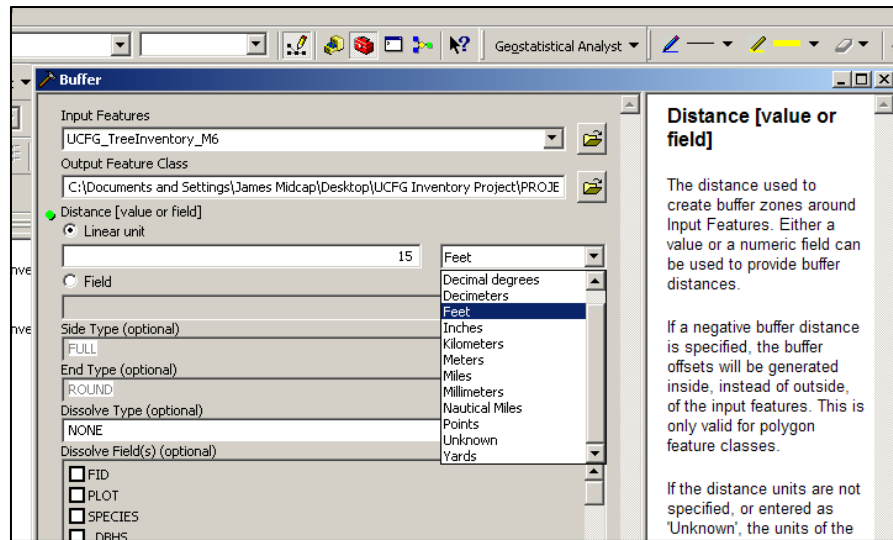 Geostatistical Analyst
Buffer
Input Features
UCFG_TreeInventory_M6
Output Feature Class
C:\Documents and Settings\James Midcap\Desktop\UCFG Inventory Project\PROJE
Distance [value or field]
Linear unit
15 Feet
Field
Decimal degrees
Decimeters
Feet
Inches
Kilometers
Meters
Miles
Millimeters
Nautical Miles
Points
Unknown
Yards
Side Type (optional)
FULL
End Type (optional)
ROUND
Dissolve Type (optional)
NONE
Dissolve Field(s) (optional)
FID
PLOT
SPECIES
DBHS
Distance [value or
field]
The distance used to
create buffer zones around
Input Features. Either a
value or a numeric field can
be used to provide buffer
distances.
If a negative buffer distance
is specified, the buffer
offsets will be generated
inside, instead of outside,
of the input features. This is
only valid for polygon
feature classes.
If the distance units are not
specified, or entered as
'Unknown', the units of the